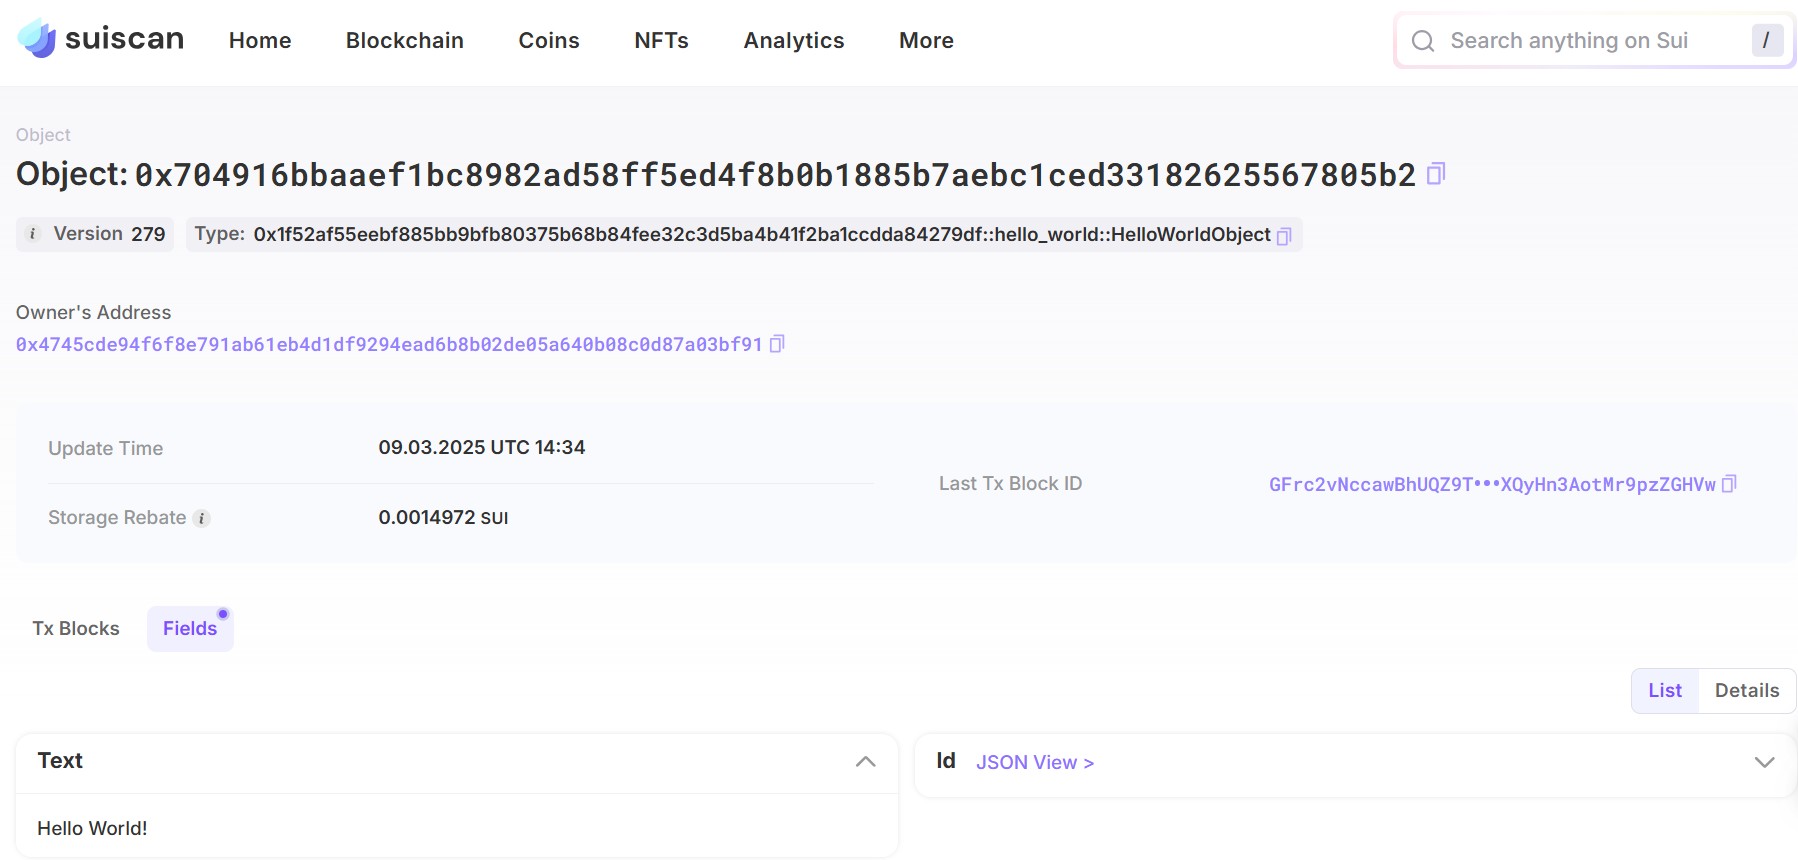 suiscan Home Blockchain Coins NFTs Analytics More Search anything on Sui /
Object
Object: 0x704916bbaaef1bc8982ad58ff5ed4f8b0b1885b7aebc1ced33182625567805b2
i Version 279 Type: 0x1f52af55eebf885bb9bfb80375b68b84fee32c3d5ba4b41f2ba1ccdda84279df::hello_world::HelloWorldObject
Owner's Address
0x4745cde94f6f8e791ab61eb4d1df9294ead6b8b02de05a640b08c0d87a03bf91
Update Time 09.03.2025 UTC 14:34
Last Tx Block ID GFrc2vNccawBhUQZ9T•••XQyHn3AotMr9pzZGHVw
Storage Rebate i 0.0014972 SUI
Tx Blocks Fields
List Details
Text
Id JSON View >
Hello World!